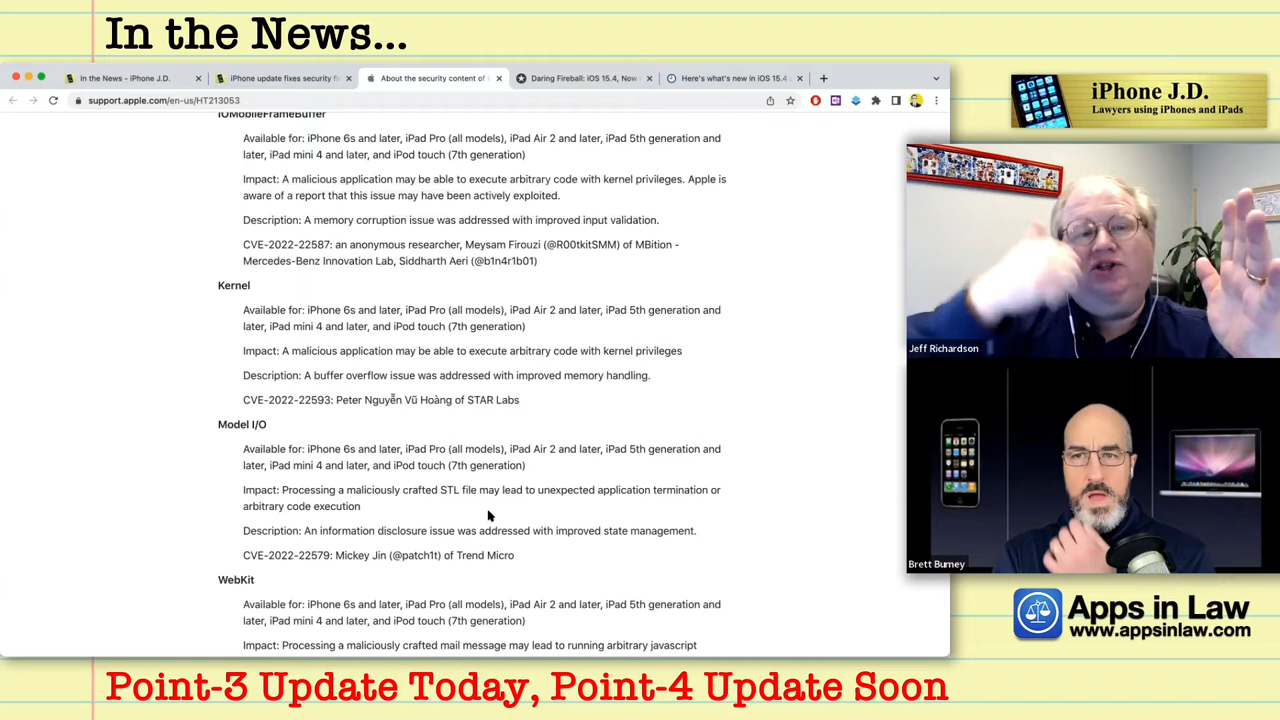 In the News...
In the News - iPhone J.D.
iPhone update fixes security fl
About the security content of i
Daring Fireball: iOS 15.4, Now
Here's what's new in iOS 15.4
support.apple.com/en-us/HT213053
IOMobileFrameBuffer
Available for: iPhone 6s and later, iPad Pro (all models), iPad Air 2 and later, iPad 5th generation and
later, iPad mini 4 and later, and iPod touch (7th generation)
Impact: A malicious application may be able to execute arbitrary code with kernel privileges. Apple is
aware of a report that this issue may have been actively exploited.
Description: A memory corruption issue was addressed with improved input validation.
CVE-2022-22587: an anonymous researcher, Meysam Firouzi (@R00tkitSMM) of MBition -
Mercedes-Benz Innovation Lab, Siddharth Aeri (@b1n4r1b01)
Kernel
Available for: iPhone 6s and later, iPad Pro (all models), iPad Air 2 and later, iPad 5th generation and
later, iPad mini 4 and later, and iPod touch (7th generation)
Impact: A malicious application may be able to execute arbitrary code with kernel privileges
Description: A buffer overflow issue was addressed with improved memory handling.
CVE-2022-22593: Peter Nguyễn Vũ Hoàng of STAR Labs
Model I/O
Available for: iPhone 6s and later, iPad Pro (all models), iPad Air 2 and later, iPad 5th generation and
later, iPad mini 4 and later, and iPod touch (7th generation)
Impact: Processing a maliciously crafted STL file may lead to unexpected application termination or
arbitrary code execution
Description: An information disclosure issue was addressed with improved state management.
CVE-2022-22579: Mickey Jin (@patch1t) of Trend Micro
WebKit
Available for: iPhone 6s and later, iPad Pro (all models), iPad Air 2 and later, iPad 5th generation and
later, iPad mini 4 and later, and iPod touch (7th generation)
Impact: Processing a maliciously crafted mail message may lead to running arbitrary javascript
iPhone J.D.
Lawyers using iPhones and iPads
Jeff Richardson
Brett Burney
Apps in Law
www.appsinlaw.com
Point-3 Update Today, Point-4 Update Soon